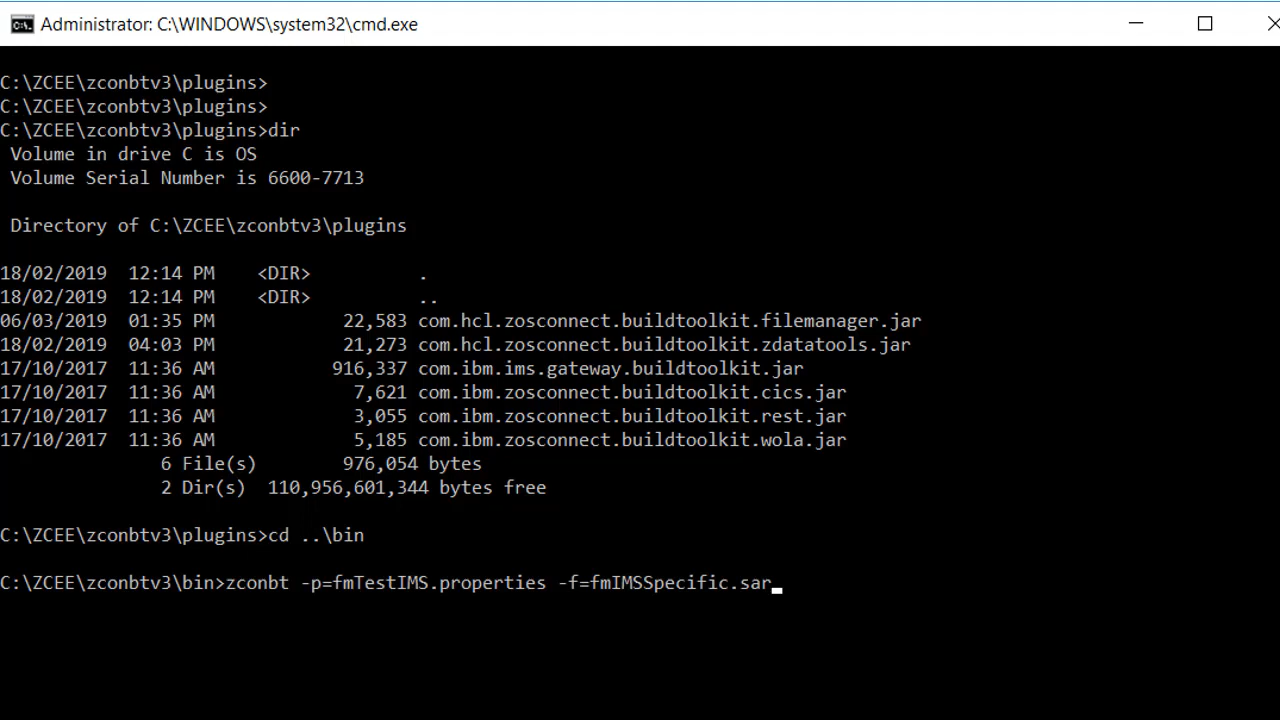 Administrator: C:\WINDOWS\system32\cmd.exe
C:\ZCEE\zconbtv3\plugins>
C:\ZCEE\zconbtv3\plugins>
C:\ZCEE\zconbtv3\plugins>dir
Volume in drive C is OS
Volume Serial Number is 6600-7713
Directory of C:\ZCEE\zconbtv3\plugins
18/02/2019  12:14 PM    <DIR>          .
18/02/2019  12:14 PM    <DIR>          ..
06/03/2019  01:35 PM            22,583 com.hcl.zosconnect.buildtoolkit.filemanager.jar
18/02/2019  04:03 PM            21,273 com.hcl.zosconnect.buildtoolkit.zdatatools.jar
17/10/2017  11:36 AM           916,337 com.ibm.ims.gateway.buildtoolkit.jar
17/10/2017  11:36 AM             7,621 com.ibm.zosconnect.buildtoolkit.cics.jar
17/10/2017  11:36 AM             3,055 com.ibm.zosconnect.buildtoolkit.rest.jar
17/10/2017  11:36 AM             5,185 com.ibm.zosconnect.buildtoolkit.wola.jar
6 File(s)        976,054 bytes
2 Dir(s)  110,956,601,344 bytes free
C:\ZCEE\zconbtv3\plugins>cd ..\bin
C:\ZCEE\zconbtv3\bin>zconbt -p=fmTestIMS.properties -f=fmIMSSpecific.sar